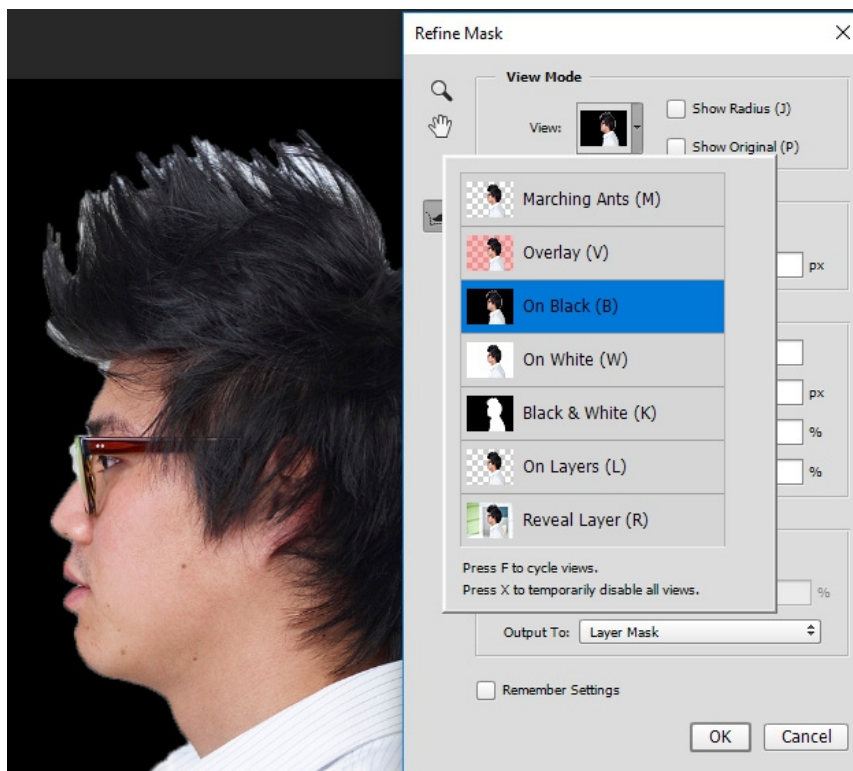 Refine Mask
View Mode
View:
Show Radius (J)
Show Original (P)
Marching Ants (M)
Overlay (V)
px
On Black (B)
On White (W)
px
Black & White (K)
%
On Layers (L)
%
Reveal Layer (R)
Press F to cycle views.
Press X to temporarily disable all views.
%
Output To: Layer Mask
Remember Settings
OK Cancel